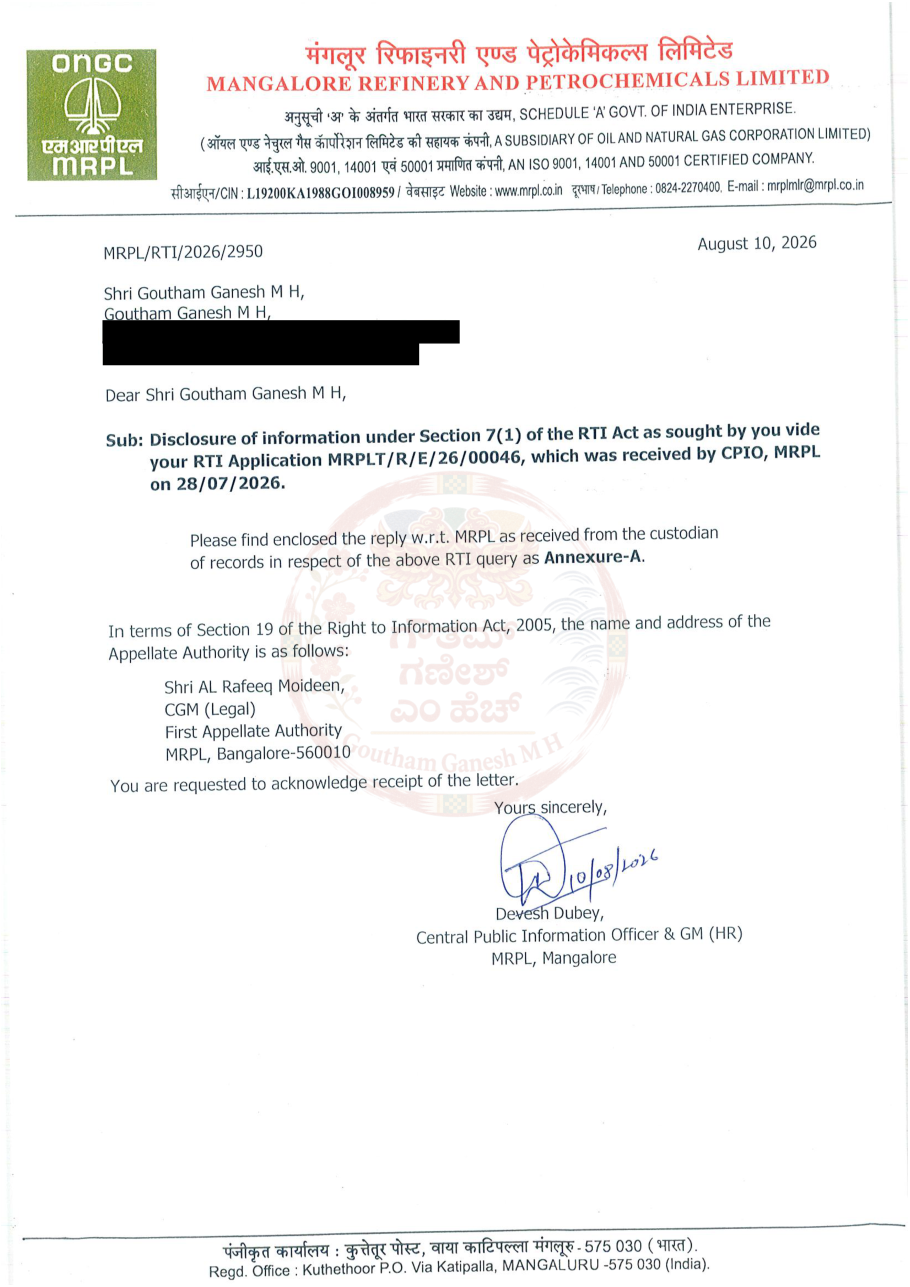 ONGC
एमआरपीएल
MRPL
मंगलूर रिफाइनरी एण्ड पेट्रोकेमिकल्स लिमिटेड
MANGALORE REFINERY AND PETROCHEMICALS LIMITED
अनुसूची 'अ' के अंतर्गत भारत सरकार का उद्यम, SCHEDULE 'A' GOVT. OF INDIA ENTERPRISE.
(ऑयल एण्ड नेचुरल गैस कॉर्पोरेशन लिमिटेड की सहायक कंपनी, A SUBSIDIARY OF OIL AND NATURAL GAS CORPORATION LIMITED)
आई.एस.ओ. 9001, 14001 एवं 50001 प्रमाणित कंपनी, AN ISO 9001, 14001 AND 50001 CERTIFIED COMPANY.
सीआईएन/CIN : L19200KA1988GOI008959 / वेबसाइट Website : www.mrpl.co.in दूरभाष/Telephone : 0824-2270400, E-mail : mrplmlr@mrpl.co.in
MRPL/RTI/2026/2950
August 10, 2026
Shri Goutham Ganesh M H,
Goutham Ganesh M H,
Dear Shri Goutham Ganesh M H,
Sub: Disclosure of information under Section 7(1) of the RTI Act as sought by you vide
your RTI Application MRPLT/R/E/26/00046, which was received by CPIO, MRPL
on 28/07/2026.
Please find enclosed the reply w.r.t. MRPL as received from the custodian
of records in respect of the above RTI query as Annexure-A.
In terms of Section 19 of the Right to Information Act, 2005, the name and address of the
Appellate Authority is as follows:
ಗೌತಮ್
ಗಣೇಶ್
ಎಂ ಹೆಚ್
Goutham Ganesh M H
Shri AL Rafeeq Moideen,
CGM (Legal)
First Appellate Authority
MRPL, Bangalore-560010
You are requested to acknowledge receipt of the letter.
Yours sincerely,
10/08/2026
Devesh Dubey,
Central Public Information Officer & GM (HR)
MRPL, Mangalore
पंजीकृत कार्यालय : कुत्तेतूर पोस्ट, वाया काटिपल्ला मंगलूरु - 575 030 (भारत).
Regd. Office : Kuthethoor P.O. Via Katipalla, MANGALURU -575 030 (India).